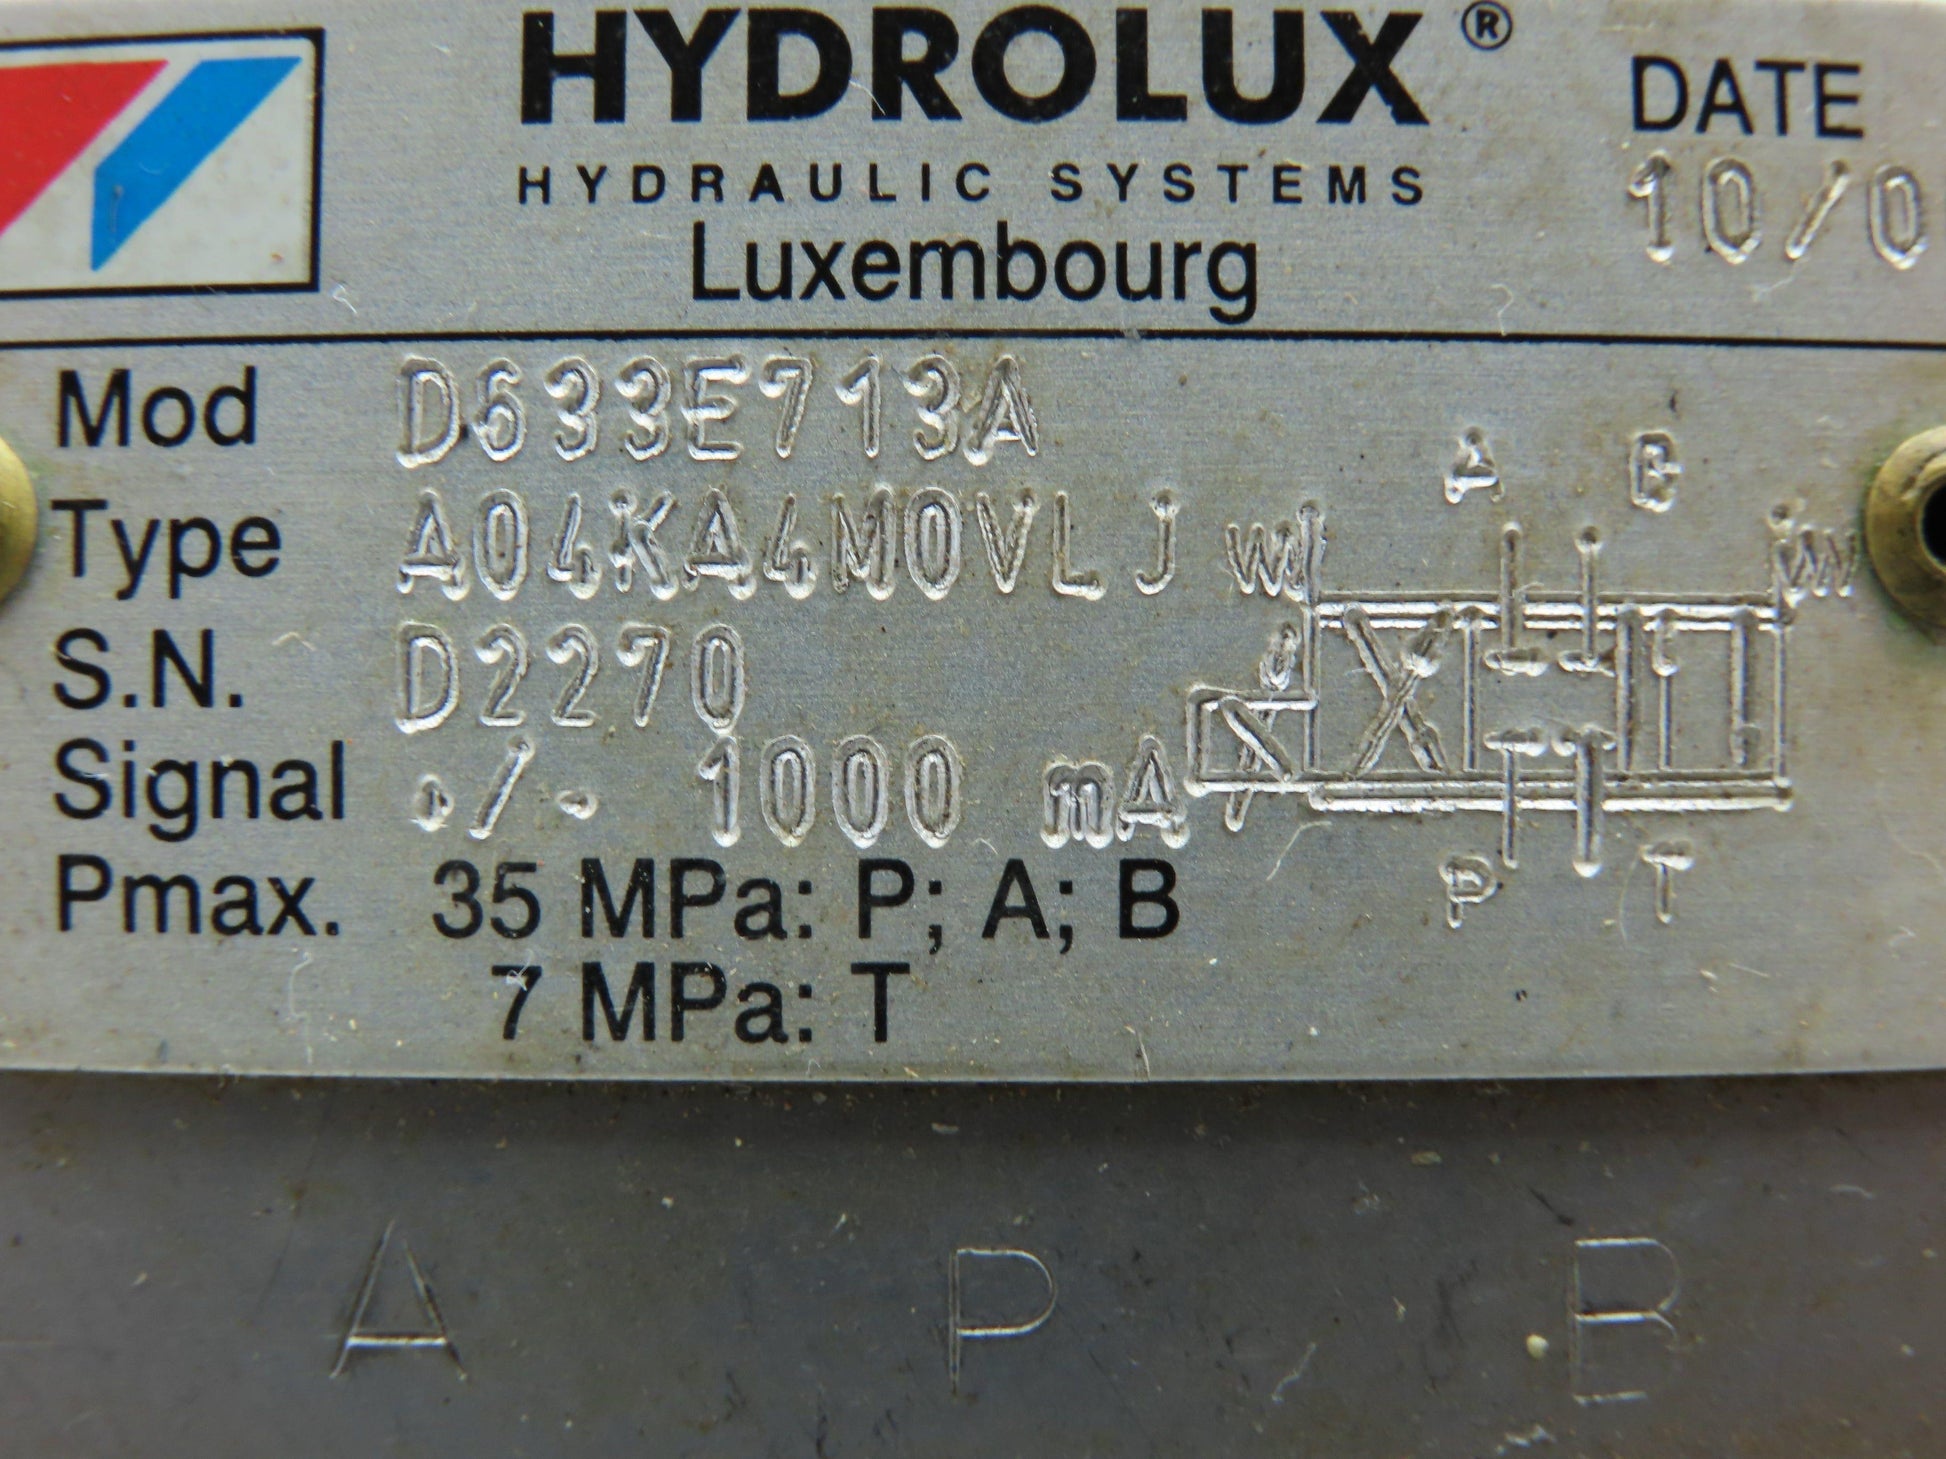 HYDROLUX®
DATE
HYDRAULIC SYSTEMS
10/0
Luxembourg
Mod D633E713A
Type A04KA4M0VLJ
S.N. D2270
Signal ./- 1000 mA
Pmax. 35 MPa: P; A; B
7 MPa: T
A B
W W
P T
A P B